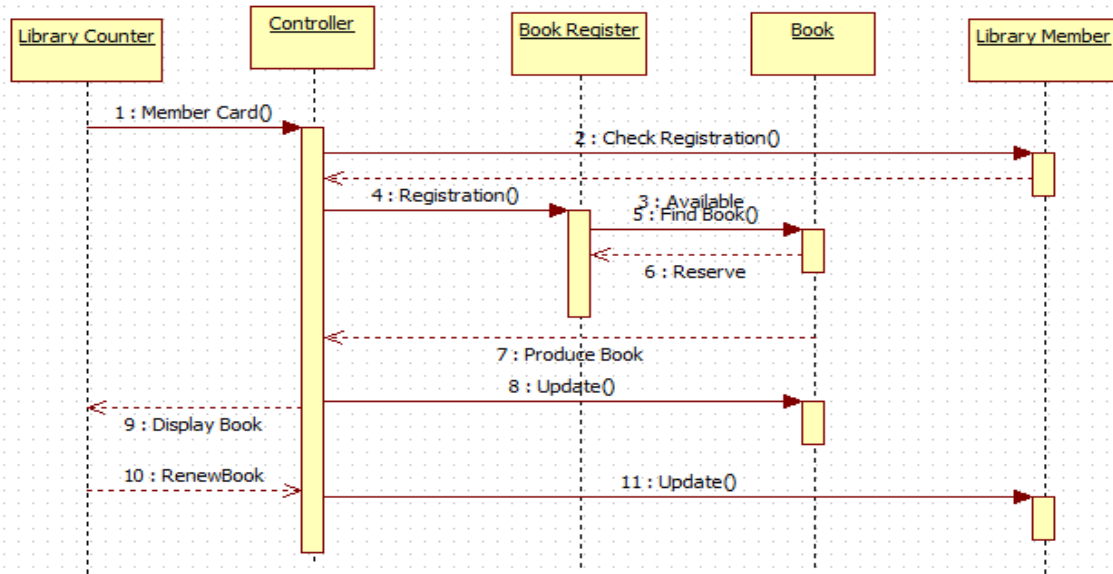 Library Counter
Controller
Book Register
Book
Library Member
1 : Member Card()
2 : Check Registration()
3 : Available
4 : Registration()
5 : Find Book()
6 : Reserve
7 : Produce Book
8 : Update()
9 : Display Book
10 : RenewBook
11 : Update()